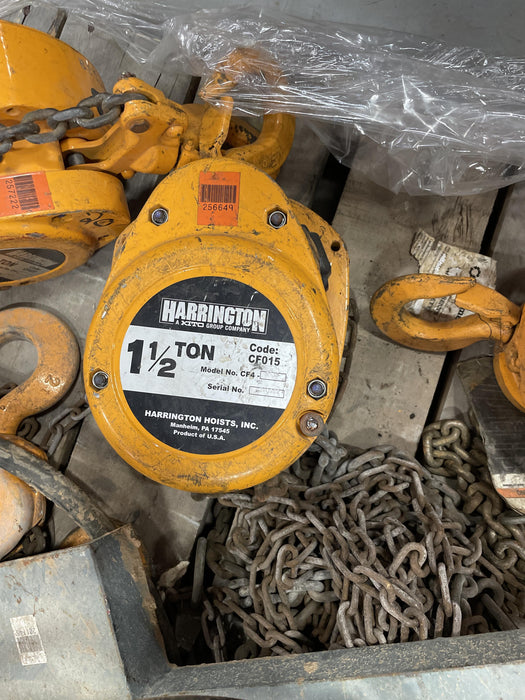 256649
HARRINGTON
A KITO GROUP COMPANY
1 1/2 TON
Code:
CF015
Model No. CF4 -
Serial No.
HARRINGTON HOISTS, INC.
Manheim, PA 17545
Product of U.S.A.